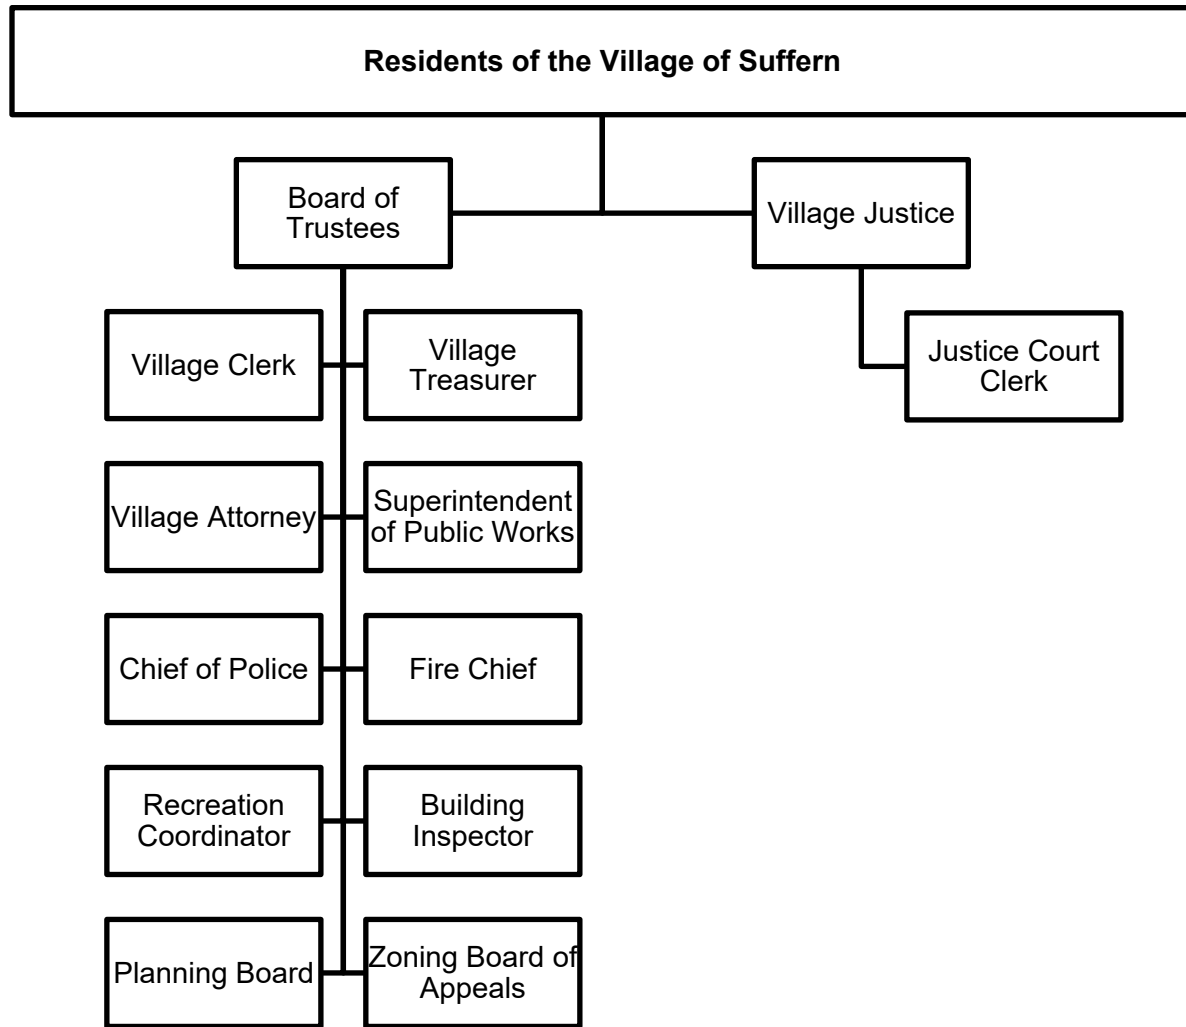 Residents of the Village of Suffern
Board of
Trustees
Village Justice
Village Clerk
Village
Treasurer
Justice Court
Clerk
Village Attorney
Superintendent
of Public Works
Chief of Police
Fire Chief
Recreation
Coordinator
Building
Inspector
Planning Board
Zoning Board of
Appeals